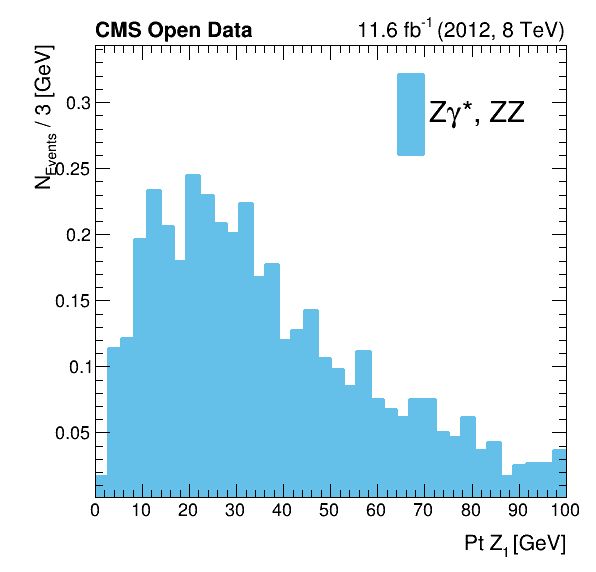 CMS Open Data
11.6 fb⁻¹ (2012, 8 TeV)
N_Events / 3 [GeV]
Zγ*, ZZ
0.3
0.25
0.2
0.15
0.1
0.05
0 10 20 30 40 50 60 70 80 90 100
Pt Z₁ [GeV]